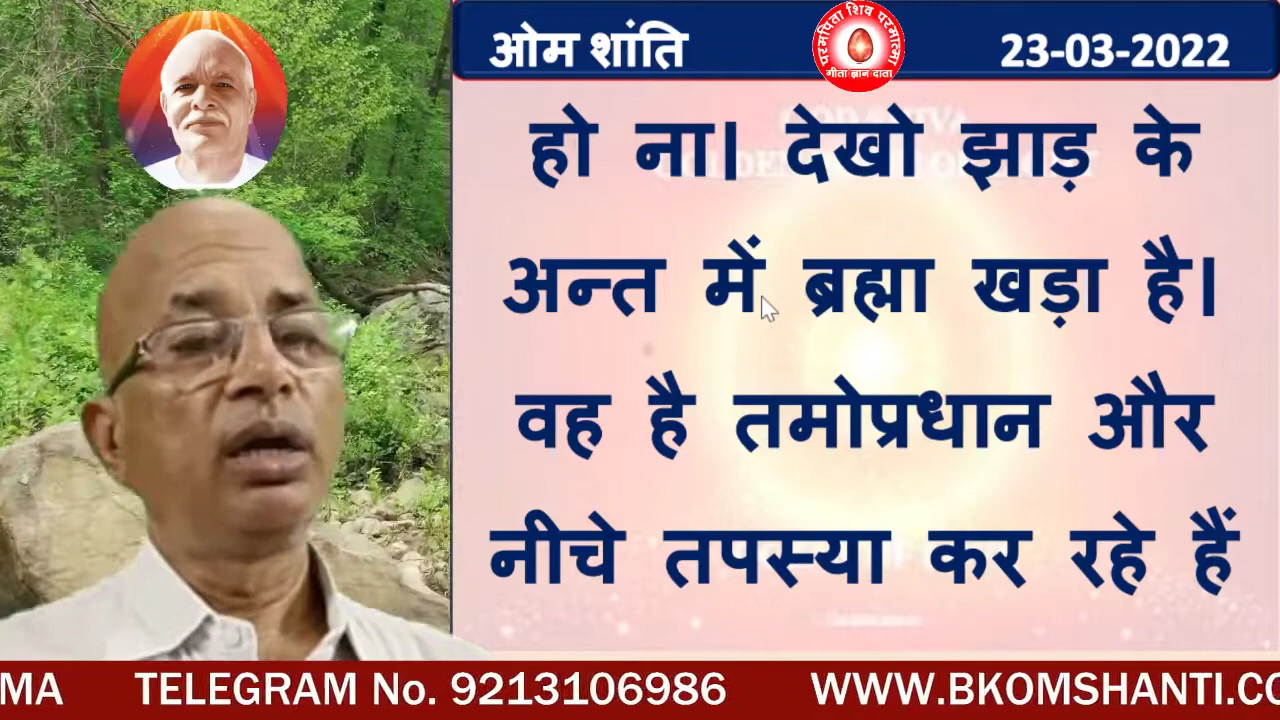 ओम शांति
परमपिता शिव परमात्मा
गीता ज्ञान दाता
23-03-2022
हो ना। देखो झाड़ के
अन्त में ब्रह्मा खड़ा है।
वह है तमोप्रधान और
नीचे तपस्या कर रहे हैं
MA TELEGRAM No. 9213106986 WWW.BKOMSHANTI.CO